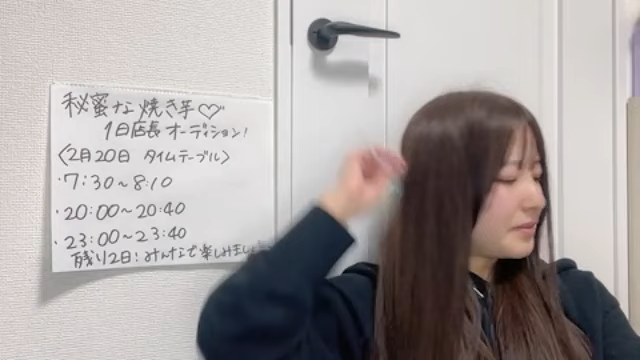 秘蜜な焼き芋♡
1日店長オーディション!
〈2月20日 タイムテーブル〉
・7:30〜8:10
・20:00〜20:40
・23:00〜23:40
残り2日!みんなで楽しみましょう